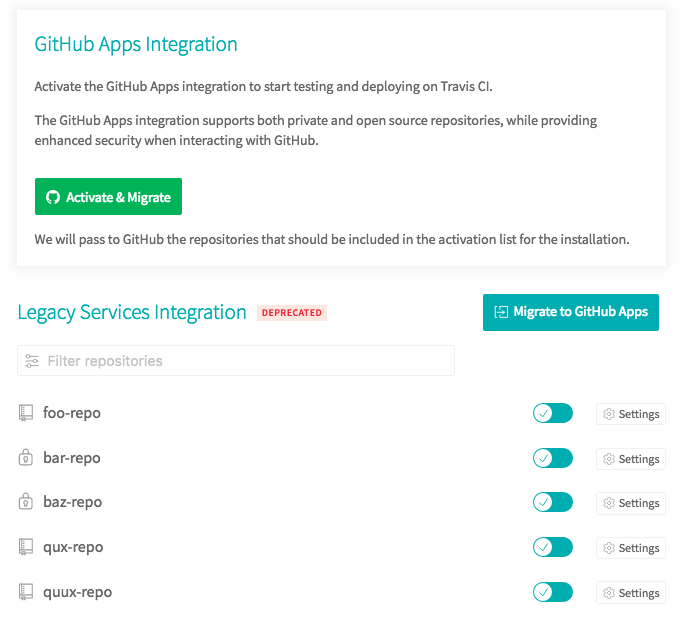 GitHub Apps Integration
Activate the GitHub Apps integration to start testing and deploying on Travis CI.
The GitHub Apps integration supports both private and open source repositories, while providing
enhanced security when interacting with GitHub.
Activate & Migrate
We will pass to GitHub the repositories that should be included in the activation list for the installation.
Legacy Services Integration DEPRECATED Migrate to GitHub Apps
Filter repositories
foo-repo Settings
bar-repo Settings
baz-repo Settings
qux-repo Settings
quux-repo Settings